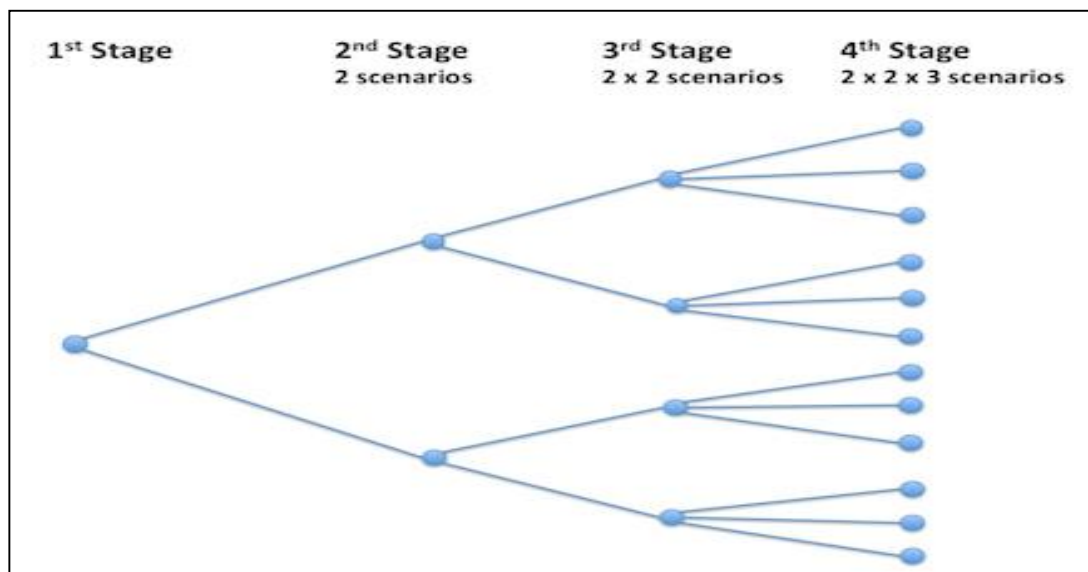 1st Stage
2nd Stage
2 scenarios
3rd Stage
2 x 2 scenarios
4th Stage
2 x 2 x 3 scenarios